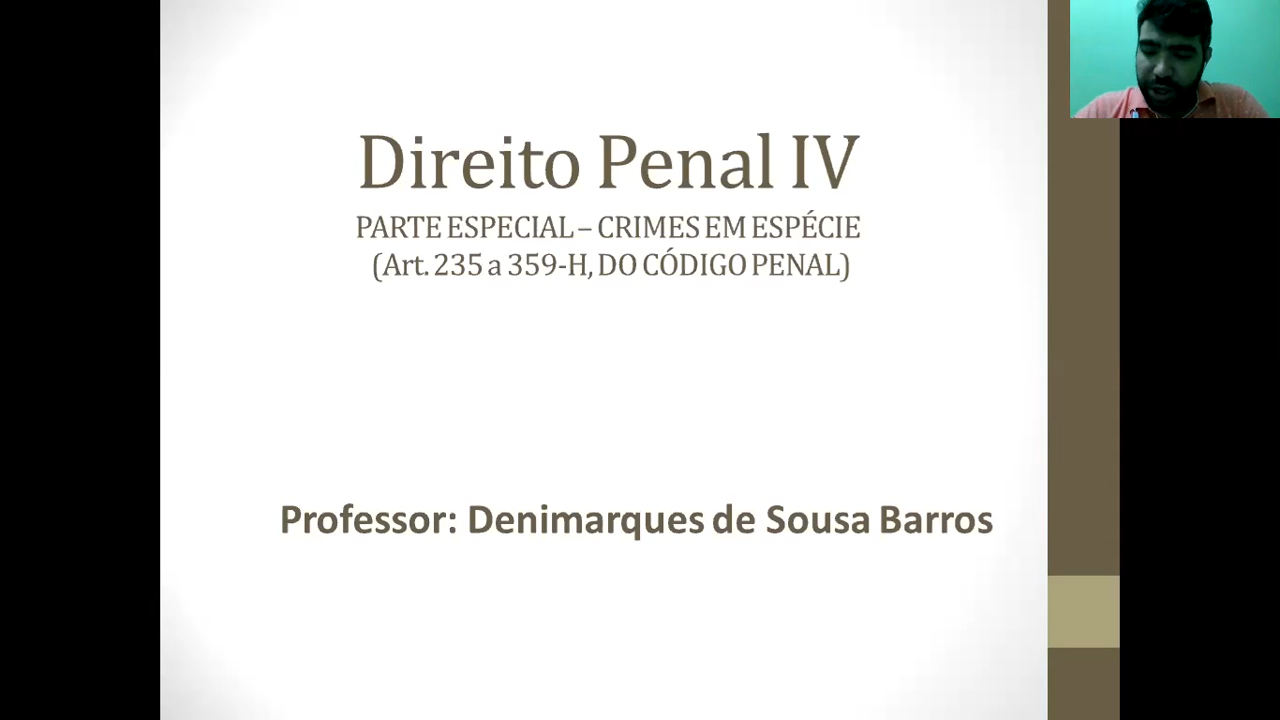 Direito Penal IV
PARTE ESPECIAL – CRIMES EM ESPÉCIE
(Art. 235 a 359-H, DO CÓDIGO PENAL)
Professor: Denimarques de Sousa Barros